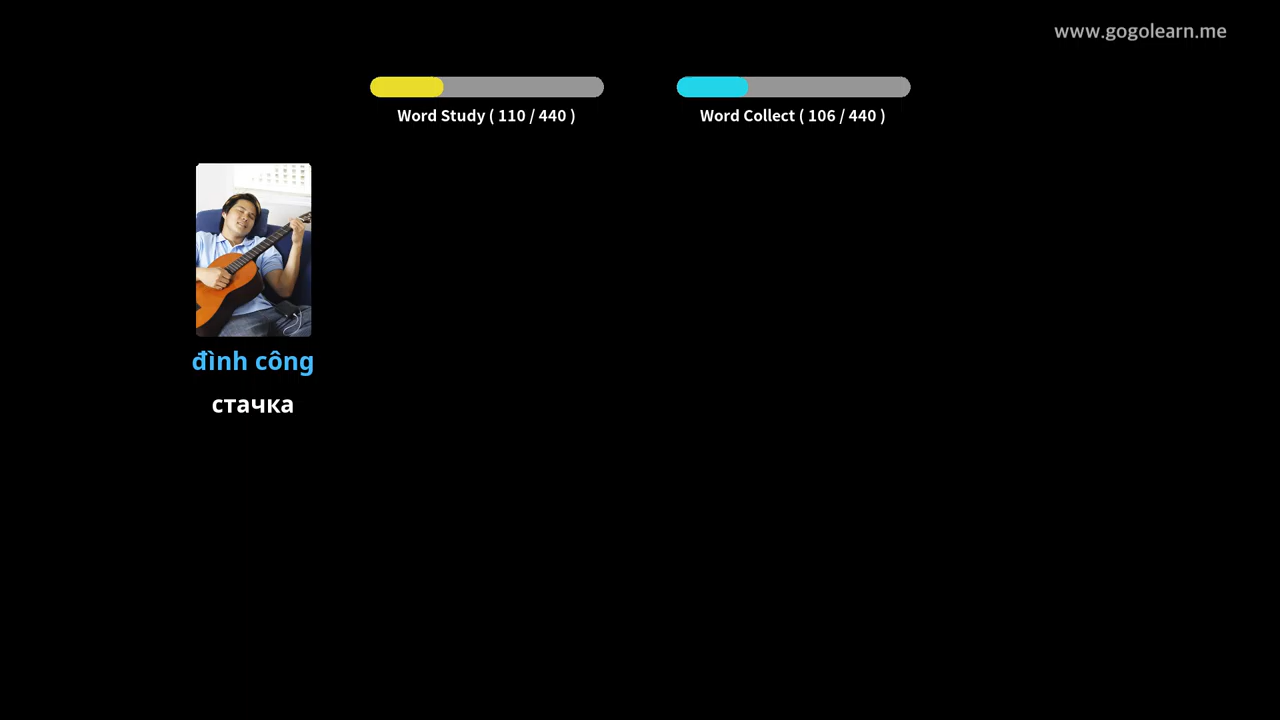 www.gogolearn.me
Word Study ( 110 / 440 )
Word Collect ( 106 / 440 )
đình công
стачка